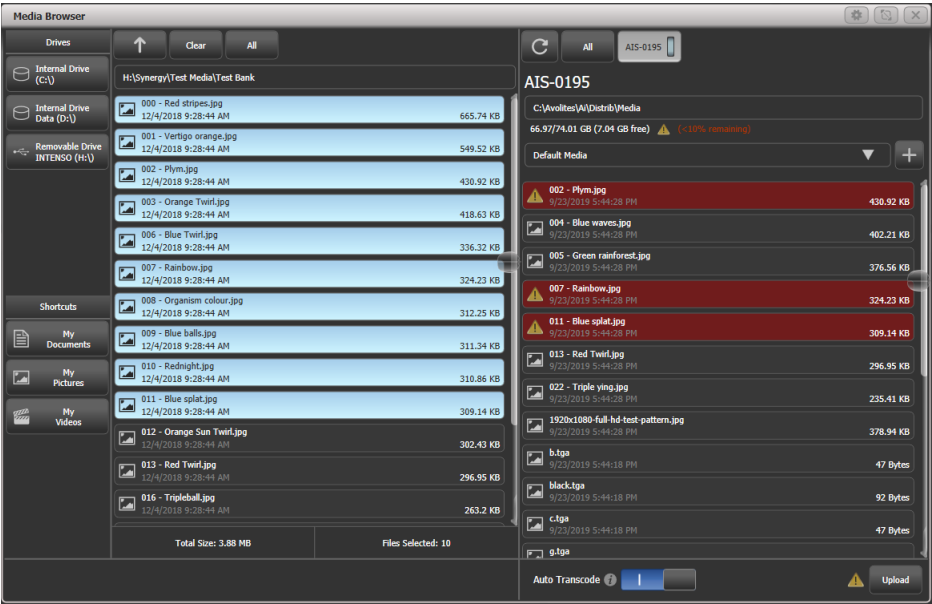 Media Browser
Drives
Internal Drive
(C:\)
Internal Drive
Data (D:\)
Removable Drive
INTENSO (H:\)
Shortcuts
My
Documents
My
Pictures
My
Videos
Clear
All
H:\Synergy\Test Media\Test Bank
000 - Red stripes.jpg
12/4/2018 9:28:44 AM
665.74 KB
001 - Vertigo orange.jpg
12/4/2018 9:28:44 AM
549.52 KB
002 - Plym.jpg
12/4/2018 9:28:44 AM
430.92 KB
003 - Orange Twirl.jpg
12/4/2018 9:28:44 AM
418.63 KB
006 - Blue Twirl.jpg
12/4/2018 9:28:44 AM
336.32 KB
007 - Rainbow.jpg
12/4/2018 9:28:44 AM
324.23 KB
008 - Organism colour.jpg
12/4/2018 9:28:44 AM
312.25 KB
009 - Blue balls.jpg
12/4/2018 9:28:44 AM
311.34 KB
010 - Rednight.jpg
12/4/2018 9:28:44 AM
310.86 KB
011 - Blue splat.jpg
12/4/2018 9:28:44 AM
309.14 KB
012 - Orange Sun Twirl.jpg
12/4/2018 9:28:44 AM
302.43 KB
013 - Red Twirl.jpg
12/4/2018 9:28:44 AM
296.95 KB
016 - Tripleball.jpg
12/4/2018 9:28:44 AM
263.2 KB
Total Size: 3.88 MB
Files Selected: 10
All
AIS-0195
AIS-0195
C:\Avolites\Ai\Distrib\Media
66.97/74.01 GB (7.04 GB free)
(<10% remaining)
Default Media
002 - Plym.jpg
9/23/2019 5:44:28 PM
430.92 KB
004 - Blue waves.jpg
9/23/2019 5:44:28 PM
402.21 KB
005 - Green rainforest.jpg
9/23/2019 5:44:28 PM
376.56 KB
007 - Rainbow.jpg
9/23/2019 5:44:28 PM
324.23 KB
011 - Blue splat.jpg
9/23/2019 5:44:28 PM
309.14 KB
013 - Red Twirl.jpg
9/23/2019 5:44:28 PM
296.95 KB
022 - Triple ying.jpg
9/23/2019 5:44:28 PM
235.41 KB
1920x1080-full-hd-test-pattern.jpg
9/23/2019 5:44:28 PM
378.94 KB
b.tga
9/23/2019 5:44:18 PM
47 Bytes
black.tga
9/23/2019 5:44:18 PM
92 Bytes
c.tga
9/23/2019 5:44:18 PM
47 Bytes
g.tga
Auto Transcode
Upload